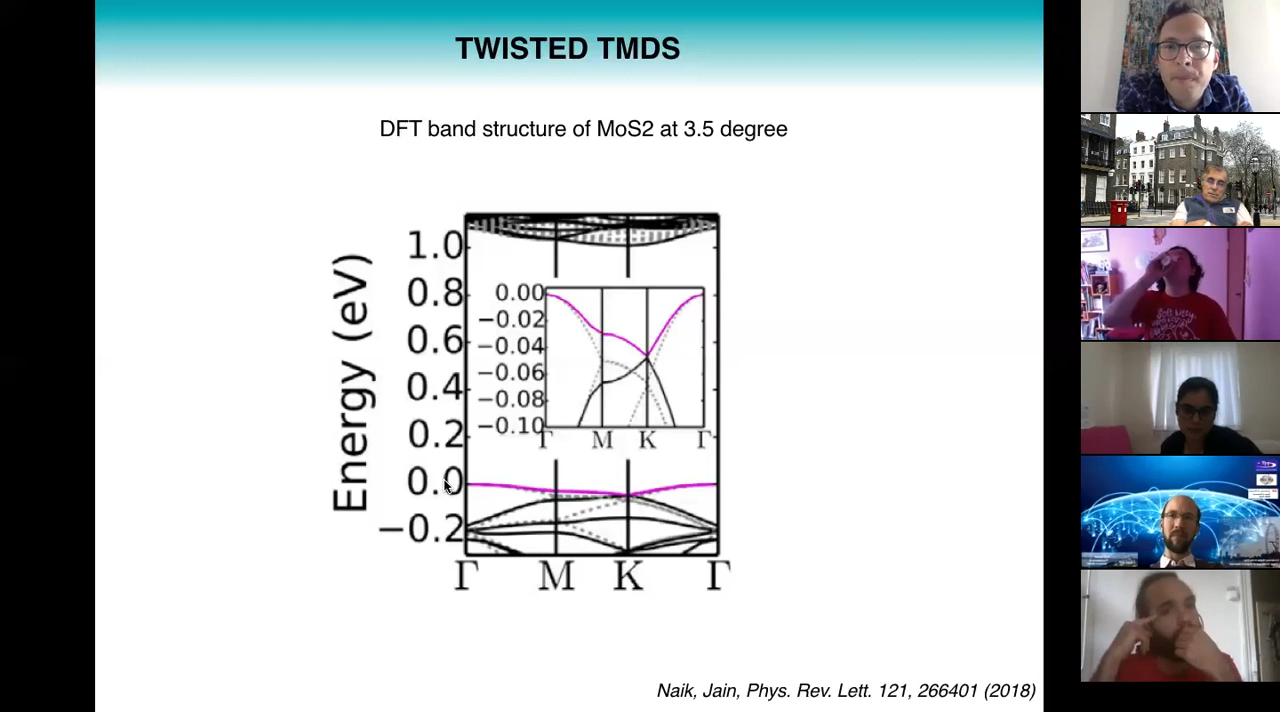 TWISTED TMDS
DFT band structure of MoS2 at 3.5 degree
Energy (eV)
1.0
0.8
0.6
0.4
0.2
0.0
−0.2
Γ M K Γ
0.00
−0.02
−0.04
−0.06
−0.08
−0.10
Γ M K Γ
Naik, Jain, Phys. Rev. Lett. 121, 266401 (2018)